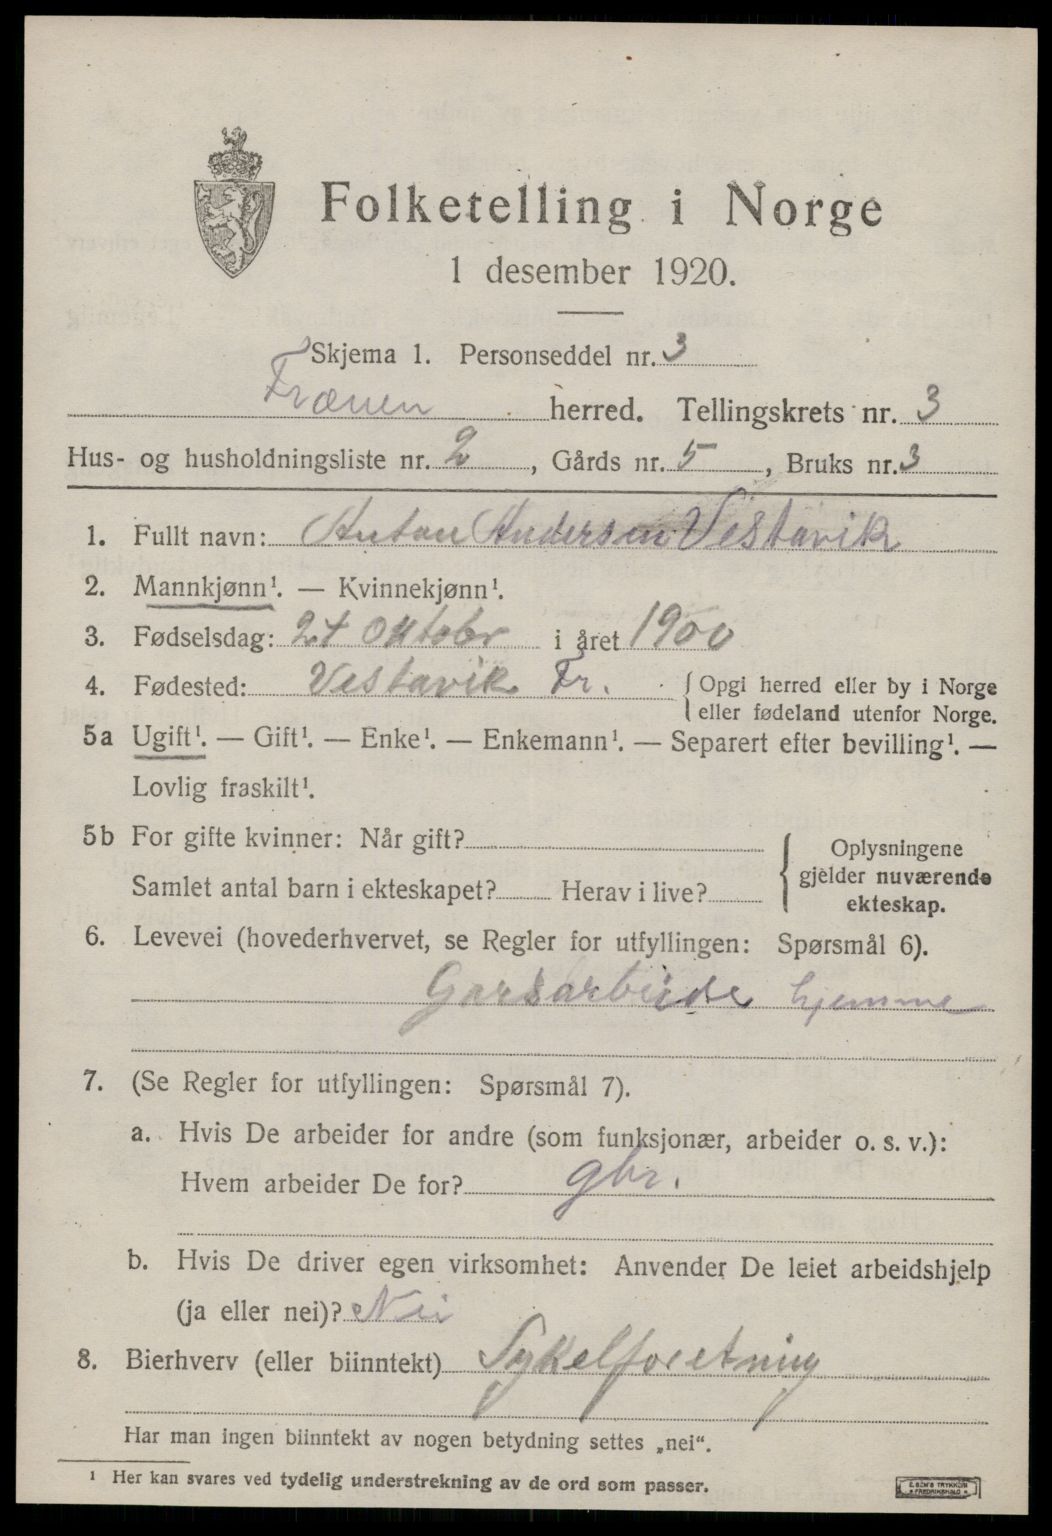 Folketelling i Norge
1 desember 1920.
Skjema 1. Personseddel nr. 3
Frænen herred. Tellingskrets nr. 3
Hus- og husholdningsliste nr. 2, Gårds nr. 5, Bruks nr. 3
1. Fullt navn: Anton Andersen Vestavik
2. Mannkjønn¹. — Kvinnekjønn¹.
3. Fødselsdag: 24 Oktobr i året 1900
4. Fødested: Vestavik Fr. { Opgi herred eller by i Norge
eller fødeland utenfor Norge.
5a Ugift¹. — Gift¹. — Enke¹. — Enkemann¹. — Separert efter bevilling¹. —
Lovlig fraskilt¹.
5b For gifte kvinner: Når gift?
Samlet antal barn i ekteskapet? Herav i live?
{ Oplysningene
gjelder nuværende
ekteskap.
6. Levevei (hovederhvervet, se Regler for utfyllingen: Spørsmål 6).
Garsarbeide hjemme
7. (Se Regler for utfyllingen: Spørsmål 7).
a. Hvis De arbeider for andre (som funksjonær, arbeider o. s. v.):
Hvem arbeider De for? gbr.
b. Hvis De driver egen virksomhet: Anvender De leiet arbeidshjelp
(ja eller nei)? Nei
8. Bierhverv (eller biinntekt) Sykelforetning
Har man ingen biinntekt av nogen betydning settes „nei“.
¹ Her kan svares ved tydelig understrekning av de ord som passer.